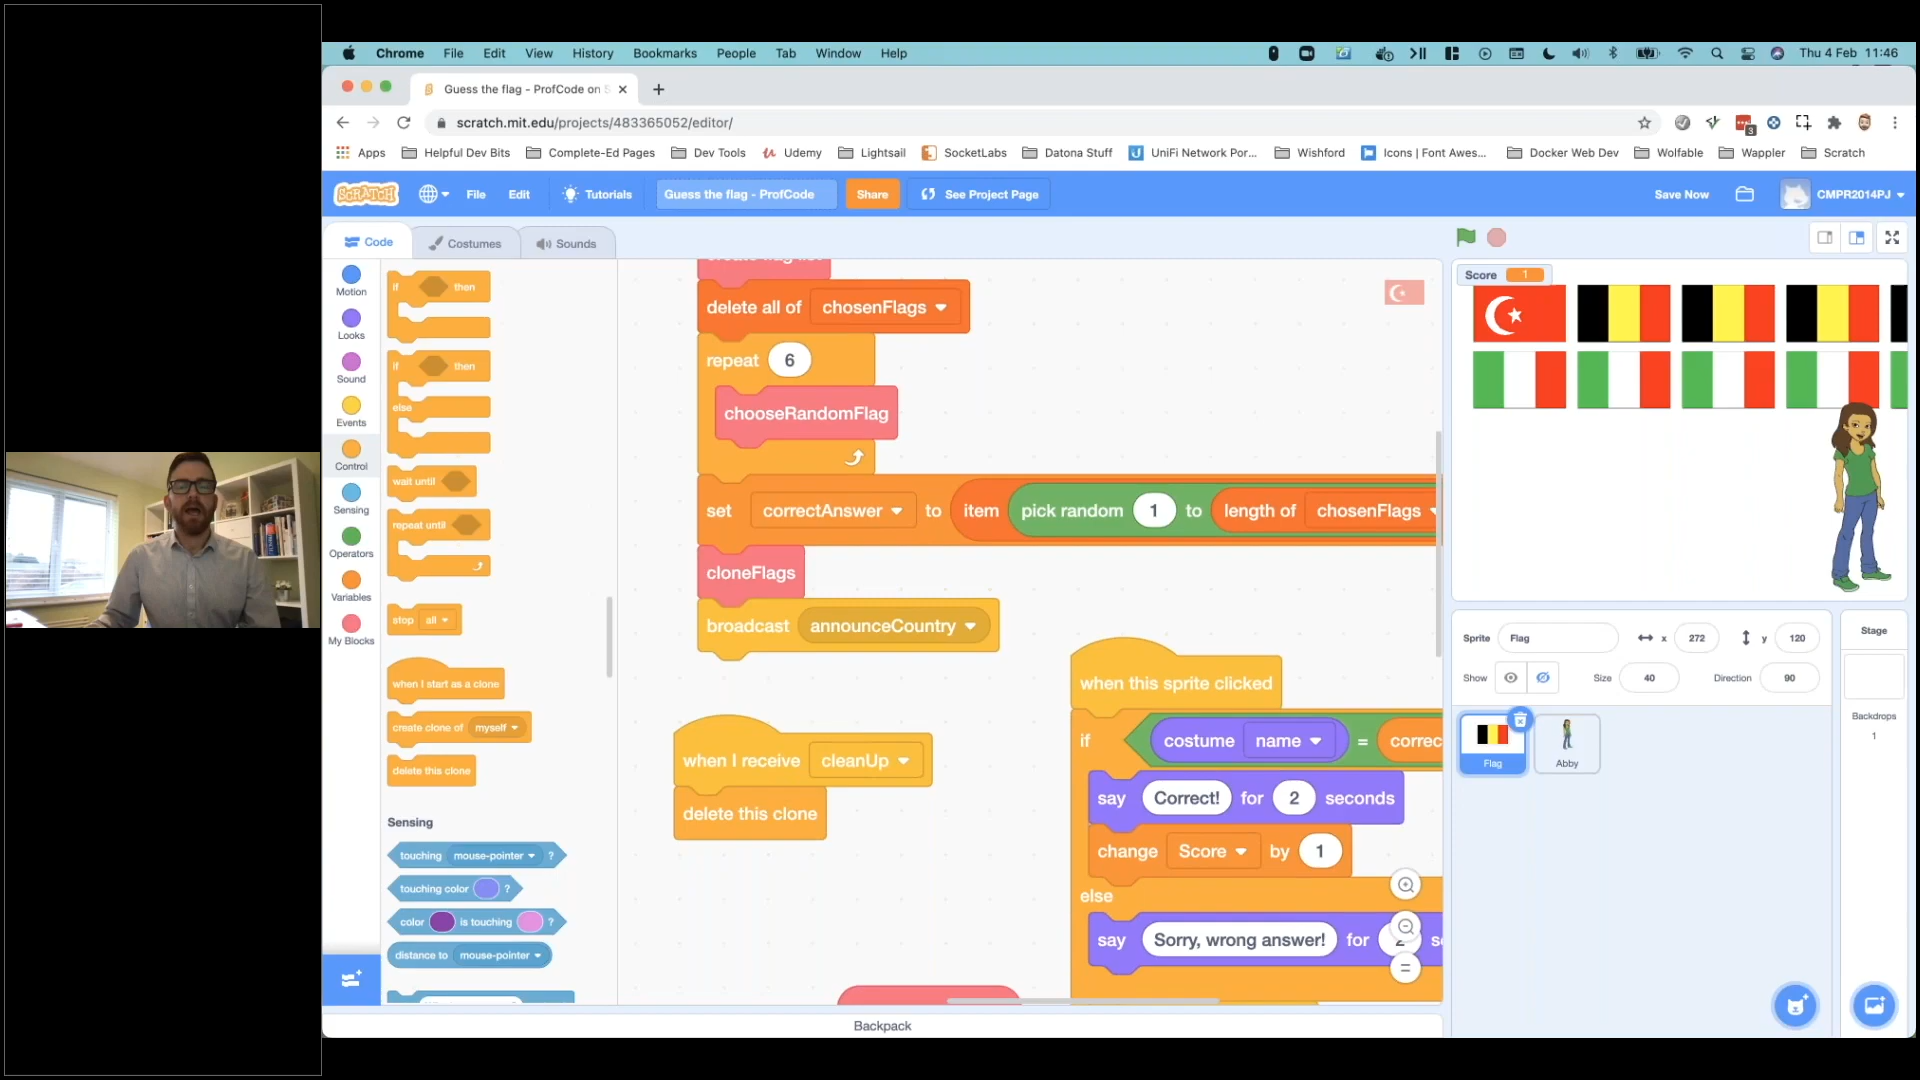 Chrome File Edit View History Bookmarks People Tab Window Help
Thu 4 Feb 11:46
Guess the flag - ProfCode on S
scratch.mit.edu/projects/483365052/editor/
3
Apps Helpful Dev Bits Complete-Ed Pages Dev Tools Udemy Lightsail SocketLabs Datona Stuff UniFi Network Por... Wishford Icons | Font Awes... Docker Web Dev Wolfable Wappler Scratch
SCRATCH File Edit Tutorials Guess the flag - ProfCode Share See Project Page Save Now CMPR2014PJ
Code Costumes Sounds
Motion
Looks
Sound
Events
Control
Sensing
Operators
Variables
My Blocks
if then
if then
else
wait until
repeat until
stop all
when I start as a clone
create clone of myself
delete this clone
Sensing
touching mouse-pointer ?
touching color ?
color is touching ?
distance to mouse-pointer
delete all of chosenFlags
repeat 6
chooseRandomFlag
set correctAnswer to item pick random 1 to length of chosenFlags
cloneFlags
broadcast announceCountry
when I receive cleanUp
delete this clone
when this sprite clicked
if costume name = correc
say Correct! for 2 seconds
change Score by 1
else
say Sorry, wrong answer! for 2 s
Backpack
Score 1
Sprite Flag x 272 y 120
Show Size 40 Direction 90
Flag Abby
Stage
Backdrops
1